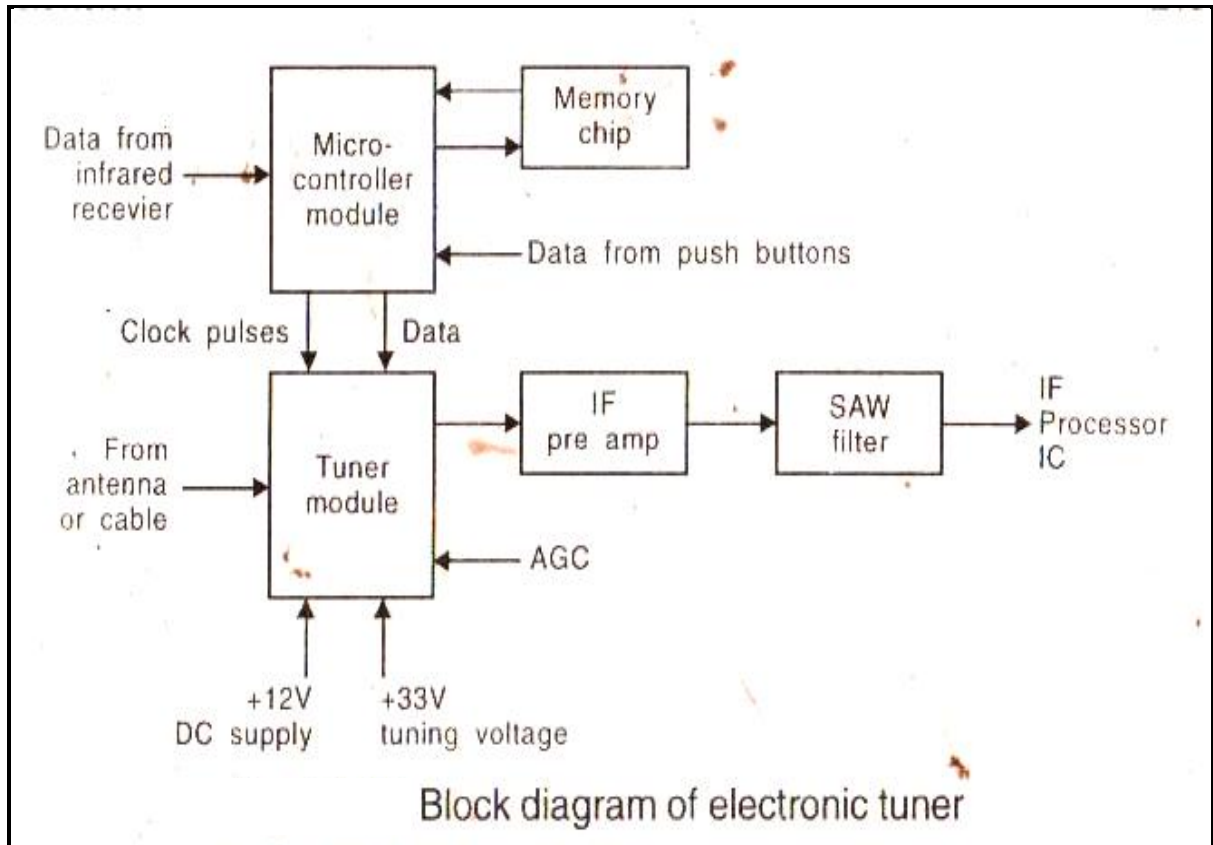 Memory
chip
Data from
infrared
recevier
Micro-
controller
module
Data from push buttons
Clock pulses
Data
IF
pre amp
SAW
filter
IF
Processor
IC
From
antenna
or cable
Tuner
module
AGC
+12V
DC supply
+33V
tuning voltage
Block diagram of electronic tuner